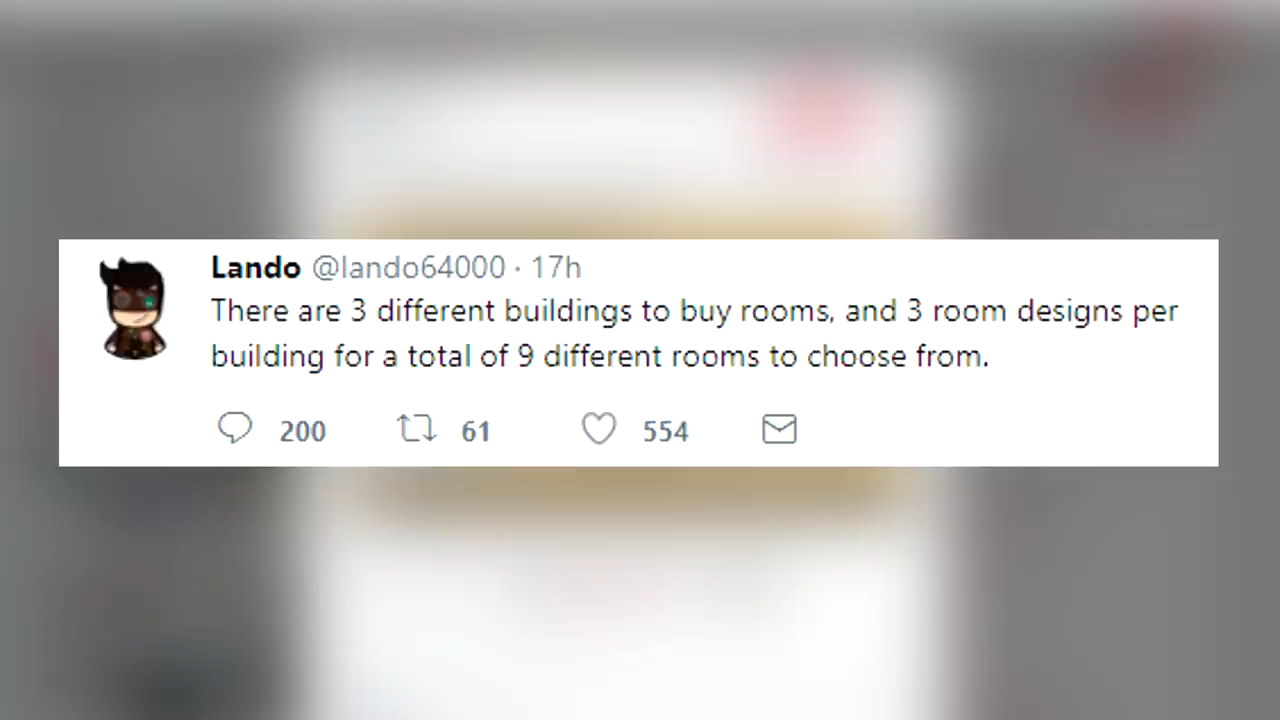 Lando @lando64000 · 17h
There are 3 different buildings to buy rooms, and 3 room designs per
building for a total of 9 different rooms to choose from.
200 61 554